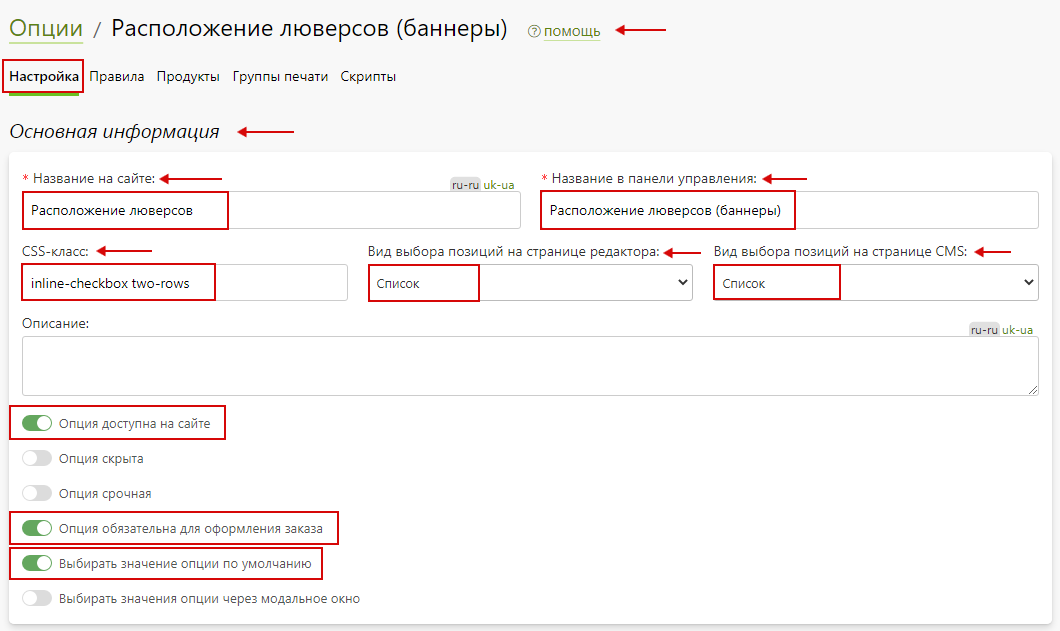 Опции / Расположение люверсов (баннеры) ? помощь
Настройка Правила Продукты Группы печати Скрипты
Основная информация
* Название на сайте: ru-ru uk-ua * Название в панели управления:
Расположение люверсов Расположение люверсов (баннеры)
CSS-класс: Вид выбора позиций на странице редактора: Вид выбора позиций на странице CMS:
inline-checkbox two-rows Список Список
Описание: ru-ru uk-ua
Опция доступна на сайте
Опция скрыта
Опция срочная
Опция обязательна для оформления заказа
Выбирать значение опции по умолчанию
Выбирать значения опции через модальное окно